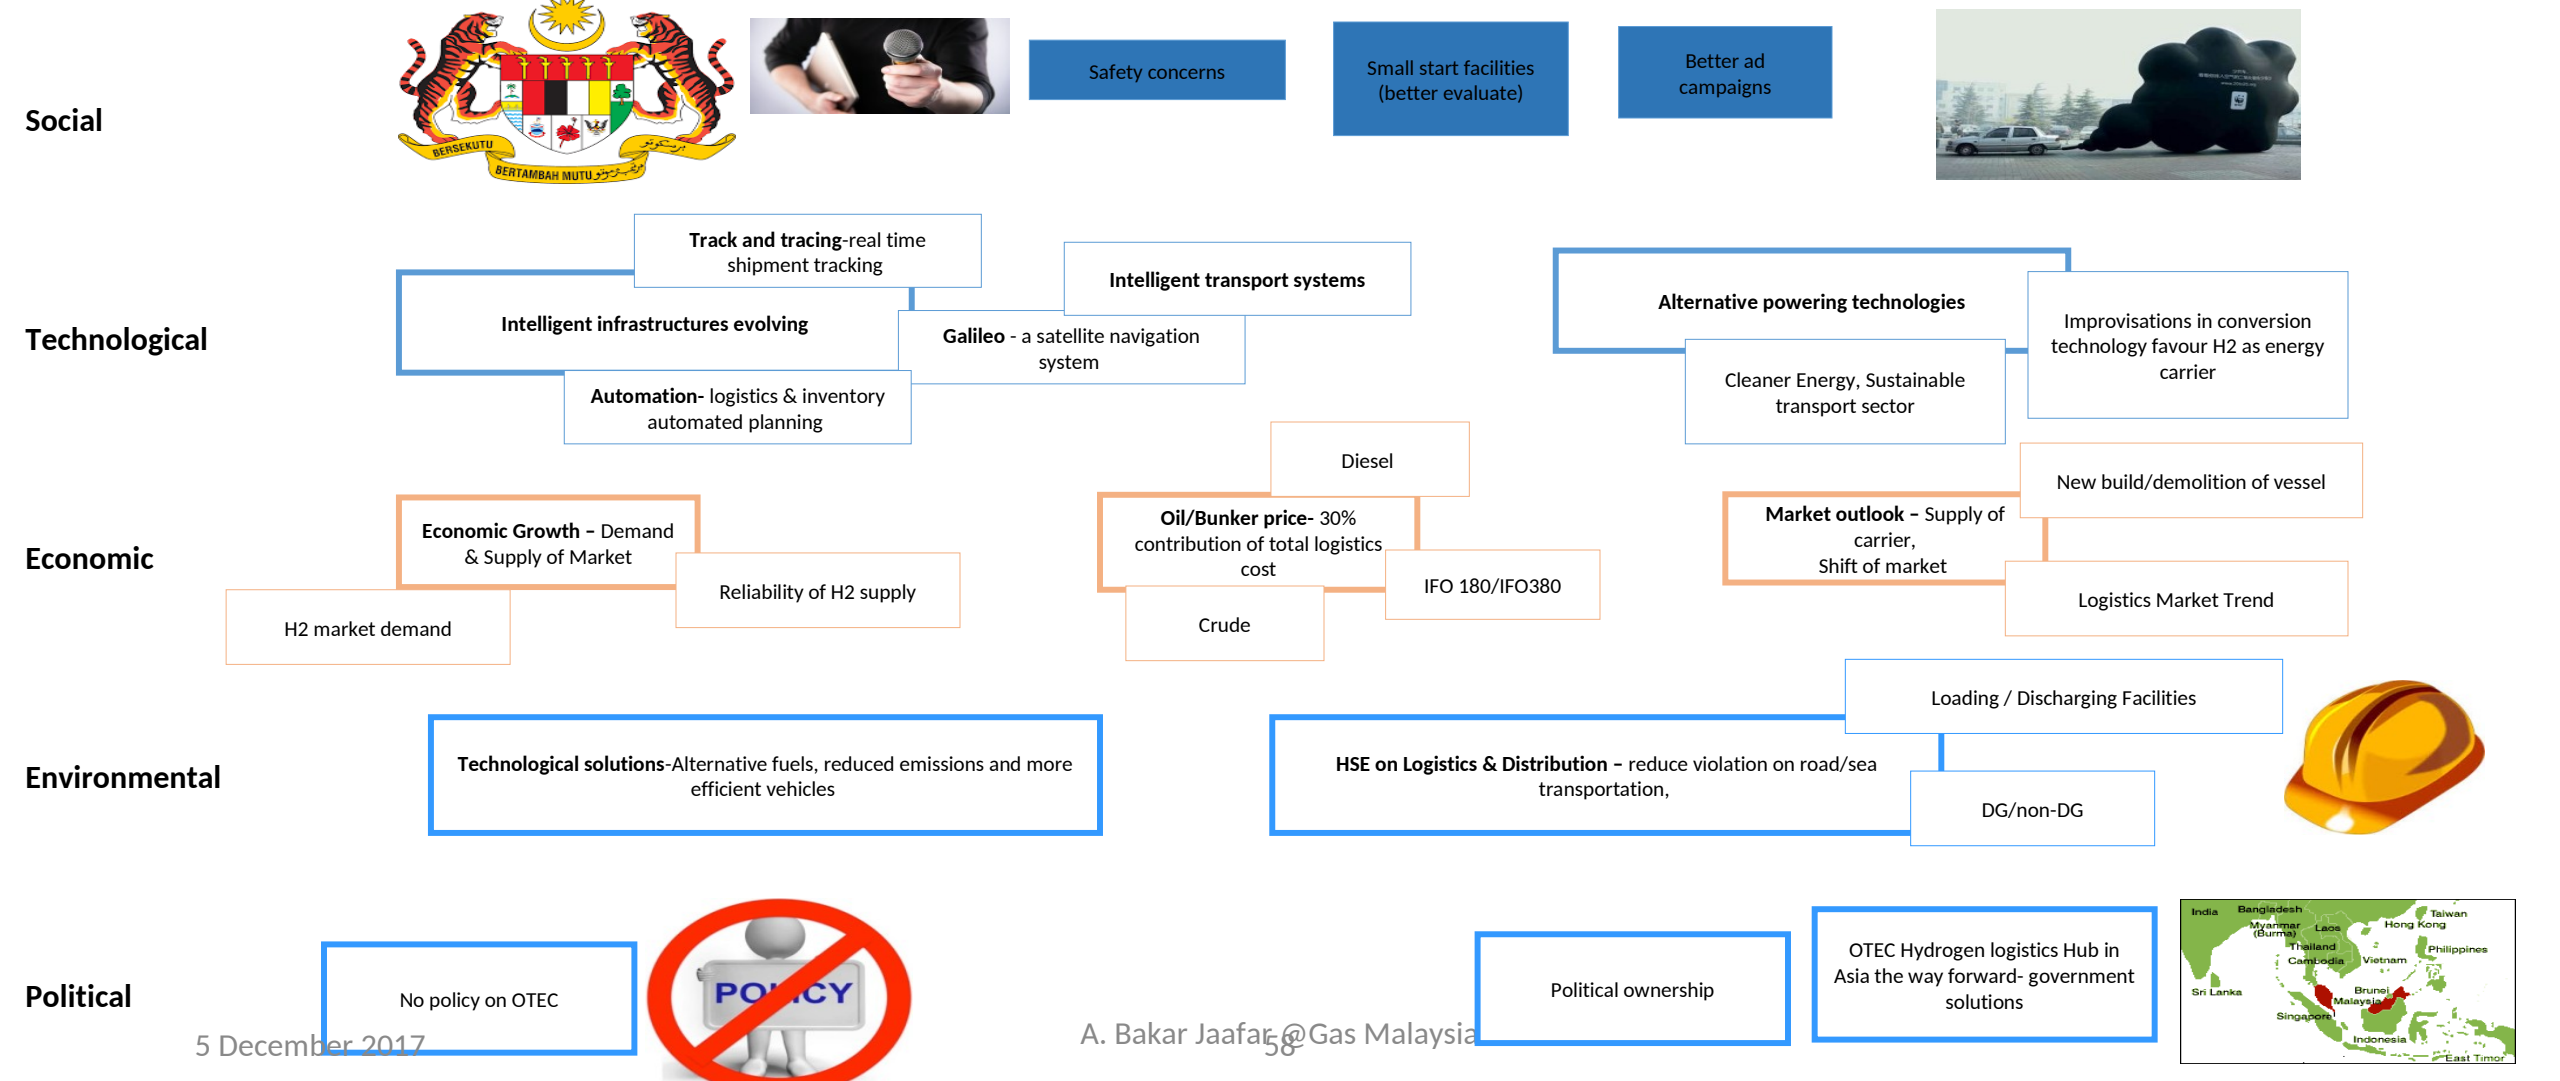 Social
BERSEKUTU
BERTAMBAH MUTU
Safety concerns
Small start facilities
(better evaluate)
Better ad
campaigns
Technological
Track and tracing-real time
shipment tracking
Intelligent infrastructures evolving
Automation- logistics & inventory
automated planning
Intelligent transport systems
Galileo - a satellite navigation
system
Alternative powering technologies
Cleaner Energy, Sustainable
transport sector
Improvisations in conversion
technology favour H2 as energy
carrier
Economic
Economic Growth – Demand
& Supply of Market
H2 market demand
Reliability of H2 supply
Diesel
Oil/Bunker price- 30%
contribution of total logistics
cost
IFO 180/IFO380
Crude
Market outlook – Supply of
carrier,
Shift of market
New build/demolition of vessel
Logistics Market Trend
Environmental
Technological solutions-Alternative fuels, reduced emissions and more
efficient vehicles
HSE on Logistics & Distribution – reduce violation on road/sea
transportation,
Loading / Discharging Facilities
DG/non-DG
Political
No policy on OTEC
POLICY
Political ownership
OTEC Hydrogen logistics Hub in
Asia the way forward- government
solutions
India
Bangladesh
Taiwan
Myanmar
(Burma)
Laos
Hong Kong
Thailand
Philippines
Cambodia
Vietnam
Sri Lanka
Brunei
Malaysia
Singapore
Indonesia
East Timor
5 December 2017
A. Bakar Jaafar @Gas Malaysia
58